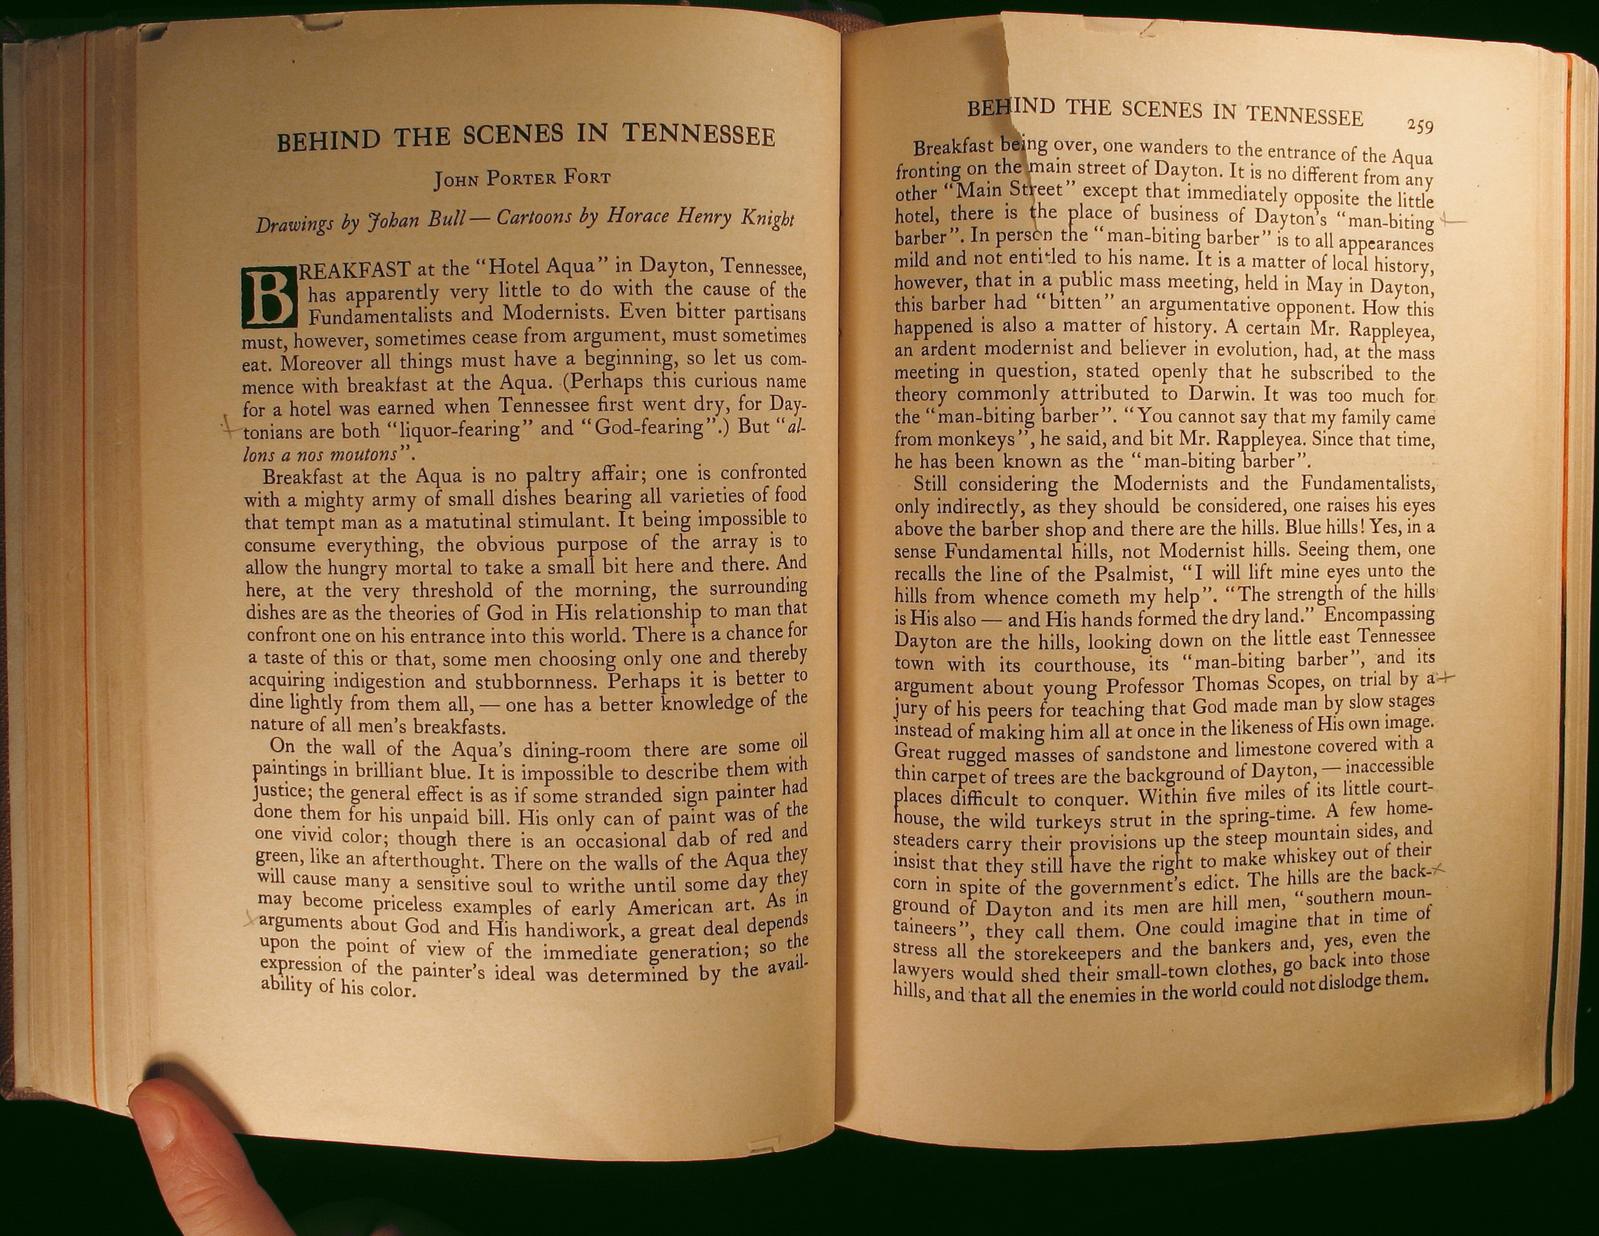 BEHIND THE SCENES IN TENNESSEE
JOHN PORTER FORT
Drawings by Johan Bull — Cartoons by Horace Henry Knight
BREAKFAST at the "Hotel Aqua" in Dayton, Tennessee,
has apparently very little to do with the cause of the
Fundamentalists and Modernists. Even bitter partisans
must, however, sometimes cease from argument, must sometimes
eat. Moreover all things must have a beginning, so let us com-
mence with breakfast at the Aqua. (Perhaps this curious name
for a hotel was earned when Tennessee first went dry, for Day-
tonians are both "liquor-fearing" and "God-fearing".) But "al-
lons a nos moutons".
Breakfast at the Aqua is no paltry affair; one is confronted
with a mighty army of small dishes bearing all varieties of food
that tempt man as a matutinal stimulant. It being impossible to
consume everything, the obvious purpose of the array is to
allow the hungry mortal to take a small bit here and there. And
here, at the very threshold of the morning, the surrounding
dishes are as the theories of God in His relationship to man that
confront one on his entrance into this world. There is a chance for
a taste of this or that, some men choosing only one and thereby
acquiring indigestion and stubbornness. Perhaps it is better to
dine lightly from them all, — one has a better knowledge of the
nature of all men's breakfasts.
On the wall of the Aqua's dining-room there are some oil
paintings in brilliant blue. It is impossible to describe them with
justice; the general effect is as if some stranded sign painter had
done them for his unpaid bill. His only can of paint was of the
one vivid color; though there is an occasional dab of red and
green, like an afterthought. There on the walls of the Aqua they
will cause many a sensitive soul to writhe until some day they
may become priceless examples of early American art. As in
arguments about God and His handiwork, a great deal depends
upon the point of view of the immediate generation; so the
expression of the painter's ideal was determined by the avail-
ability of his color.
BEHIND THE SCENES IN TENNESSEE 259
Breakfast being over, one wanders to the entrance of the Aqua
fronting on the main street of Dayton. It is no different from any
other "Main Street" except that immediately opposite the little
hotel, there is the place of business of Dayton's "man-biting
barber". In person the "man-biting barber" is to all appearances
mild and not entitled to his name. It is a matter of local history,
however, that in a public mass meeting, held in May in Dayton,
this barber had "bitten" an argumentative opponent. How this
happened is also a matter of history. A certain Mr. Rappleyea,
an ardent modernist and believer in evolution, had, at the mass
meeting in question, stated openly that he subscribed to the
theory commonly attributed to Darwin. It was too much for
the "man-biting barber". "You cannot say that my family came
from monkeys", he said, and bit Mr. Rappleyea. Since that time,
he has been known as the "man-biting barber".
Still considering the Modernists and the Fundamentalists,
only indirectly, as they should be considered, one raises his eyes
above the barber shop and there are the hills. Blue hills! Yes, in a
sense Fundamental hills, not Modernist hills. Seeing them, one
recalls the line of the Psalmist, "I will lift mine eyes unto the
hills from whence cometh my help". "The strength of the hills
is His also — and His hands formed the dry land." Encompassing
Dayton are the hills, looking down on the little east Tennessee
town with its courthouse, its "man-biting barber", and its
argument about young Professor Thomas Scopes, on trial by a
jury of his peers for teaching that God made man by slow stages
instead of making him all at once in the likeness of His own image.
Great rugged masses of sandstone and limestone covered with a
thin carpet of trees are the background of Dayton, — inaccessible
places difficult to conquer. Within five miles of its little court-
house, the wild turkeys strut in the spring-time. A few home-
steaders carry their provisions up the steep mountain sides, and
insist that they still have the right to make whiskey out of their
corn in spite of the government's edict. The hills are the back-
ground of Dayton and its men are hill men, "southern moun-
taineers", they call them. One could imagine that in time of
stress all the storekeepers and the bankers and, yes, even the
lawyers would shed their small-town clothes, go back into those
hills, and that all the enemies in the world could not dislodge them.